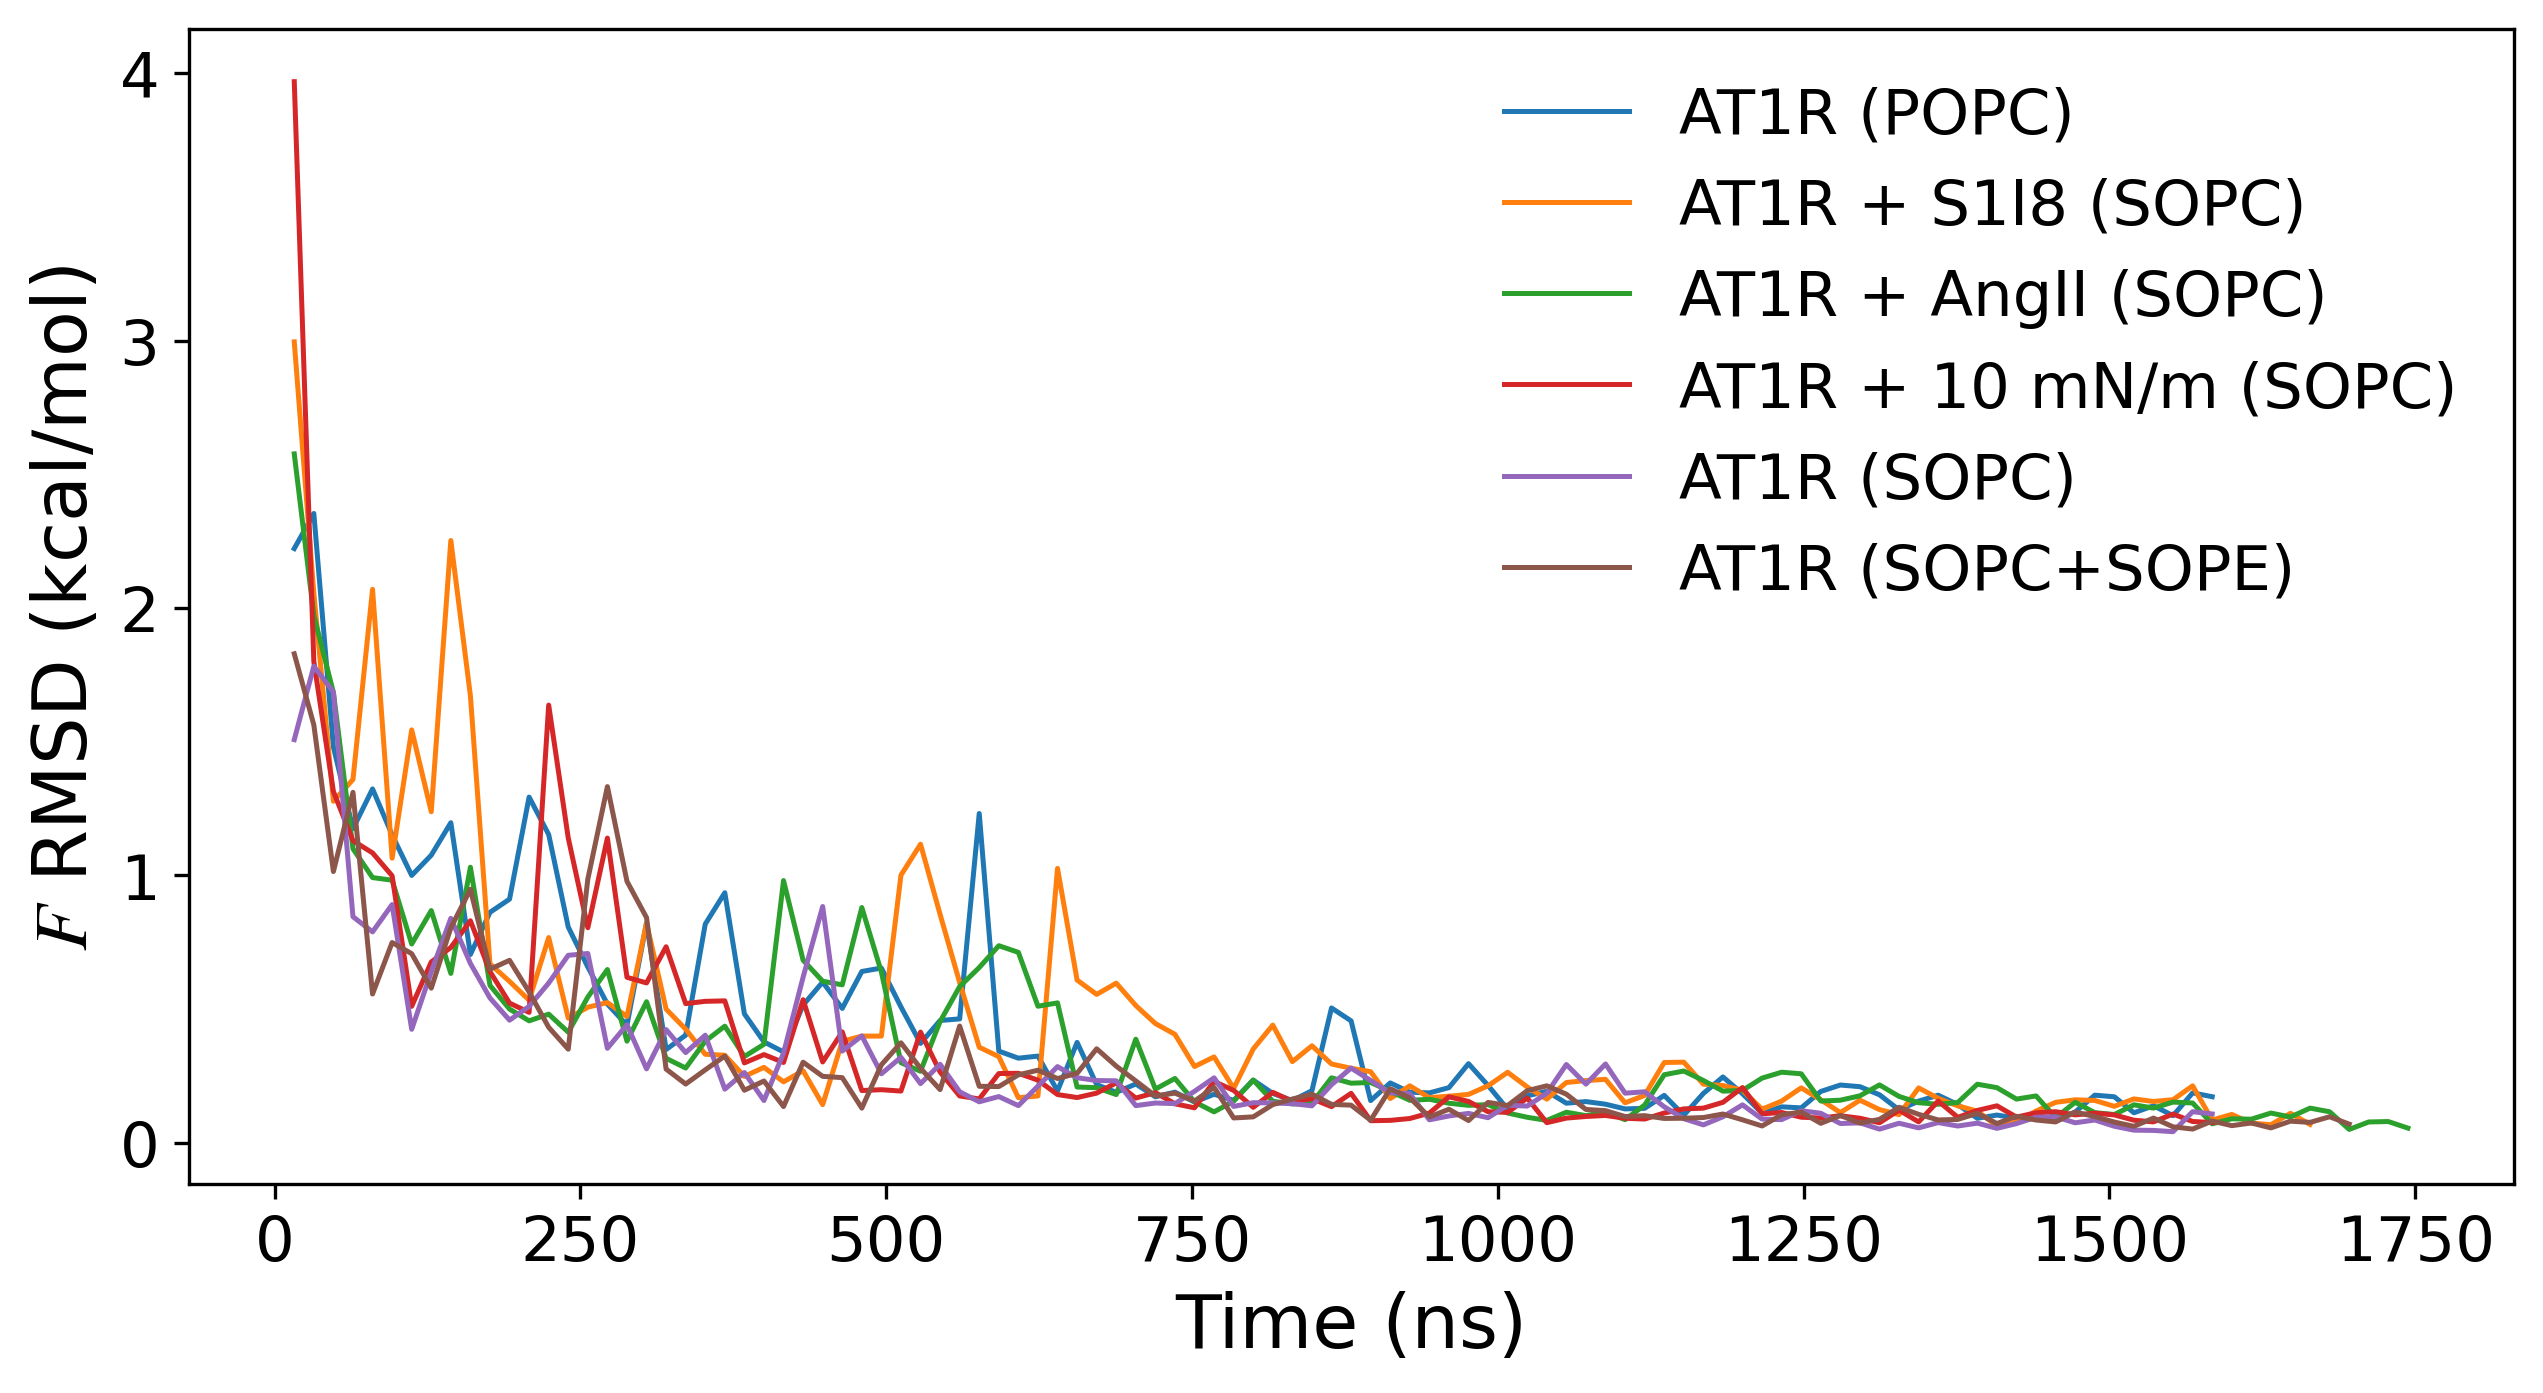 F RMSD (kcal/mol)
4
3
2
1
0
AT1R (POPC)
AT1R + S1I8 (SOPC)
AT1R + AngII (SOPC)
AT1R + 10 mN/m (SOPC)
AT1R (SOPC)
AT1R (SOPC+SOPE)
0 250 500 750 1000 1250 1500 1750
Time (ns)